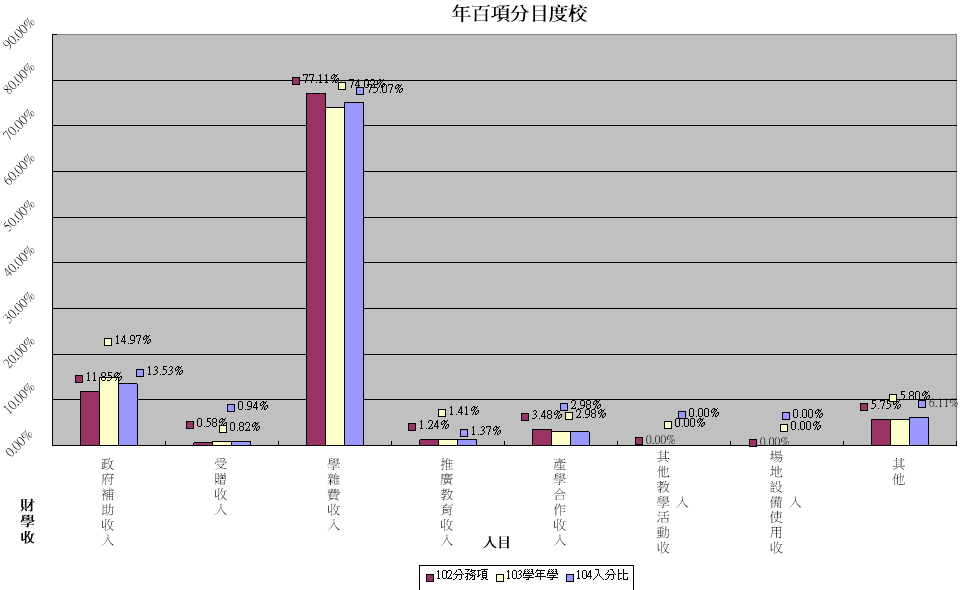 年百項分目度校
90.00%
80.00%
70.00%
60.00%
50.00%
40.00%
30.00%
20.00%
10.00%
0.00%
77.11%
74.02%
75.07%
14.97%
11.85%
13.53%
0.58%
0.82%
0.94%
1.24%
1.41%
1.37%
3.48%
2.98%
2.98%
0.00%
0.00%
0.00%
0.00%
0.00%
0.00%
5.75%
5.80%
6.11%
政府補助收入
受贈收入
學雜費收入
推廣教育收入
產學合作收入
其他教學活動收入
場地設備使用收入
其他
財學收
入目
102分務項 103學年學 104入分比